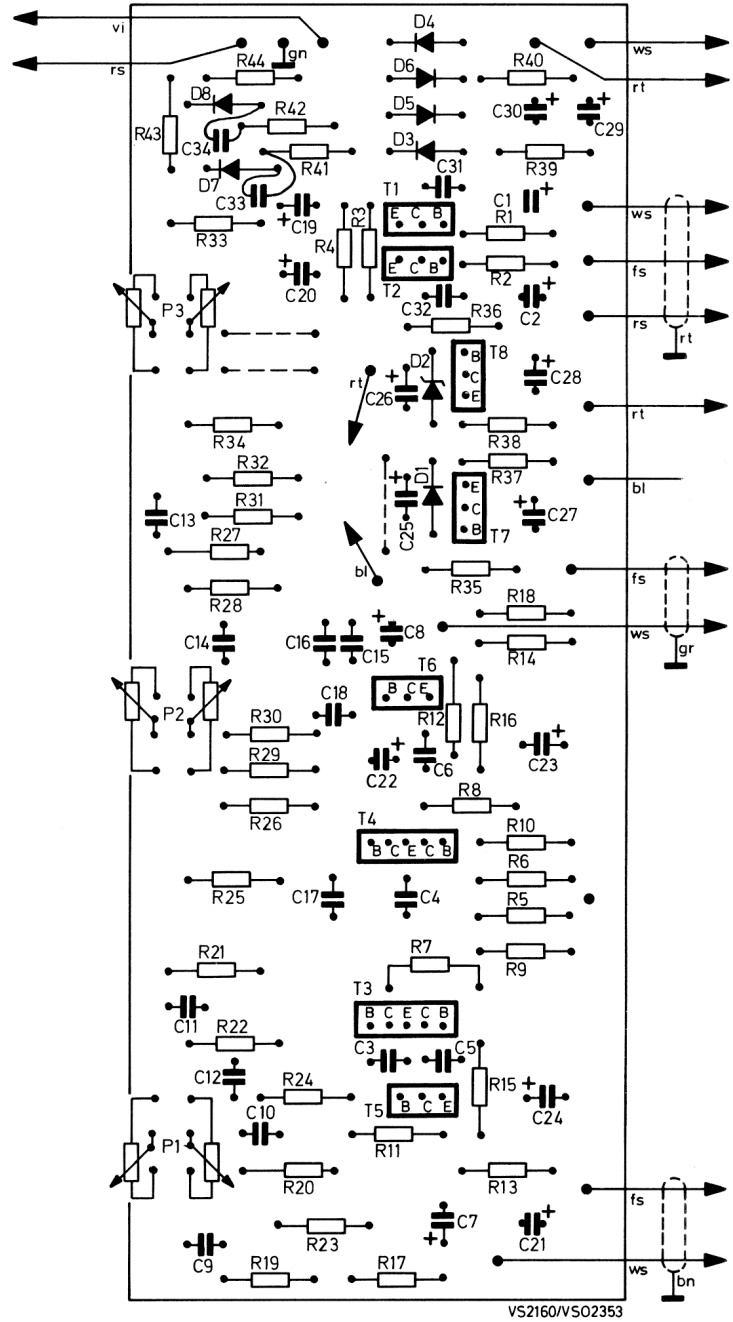 vi
D4
ws
rs
gn
R44
D6
R40
rt
D8
R42
D5
C30
+
+
C29
R43
C34
R41
D3
R39
D7
C33
C31
C19
+
T1
E C B
R3
R4
C1
+
R1
ws
R33
C20
+
T2
E C B
R2
fs
C32
R36
C2
+
P3
rs
rt
D2
T8
B
C
E
rt
C26
+
C28
+
R34
R38
rt
R32
D1
R37
R31
C25
+
E
C
B
T7
C27
+
bl
C13
R27
bl
R35
fs
R28
R18
C14
C16
C15
+
C8
ws
R14
gr
T6
B C E
C18
R12
R16
P2
R30
C22
+
C6
C23
+
R29
R8
R26
T4
B C E C B
R10
R6
R25
C17
C4
R5
R7
R9
R21
T3
B C E C B
C11
R22
C3
C5
C12
R24
T5
B C E
R15
C24
+
P1
C10
R11
R20
R13
fs
R23
C7
+
C21
+
C9
R19
R17
ws
bn
VS2160/VSO2353